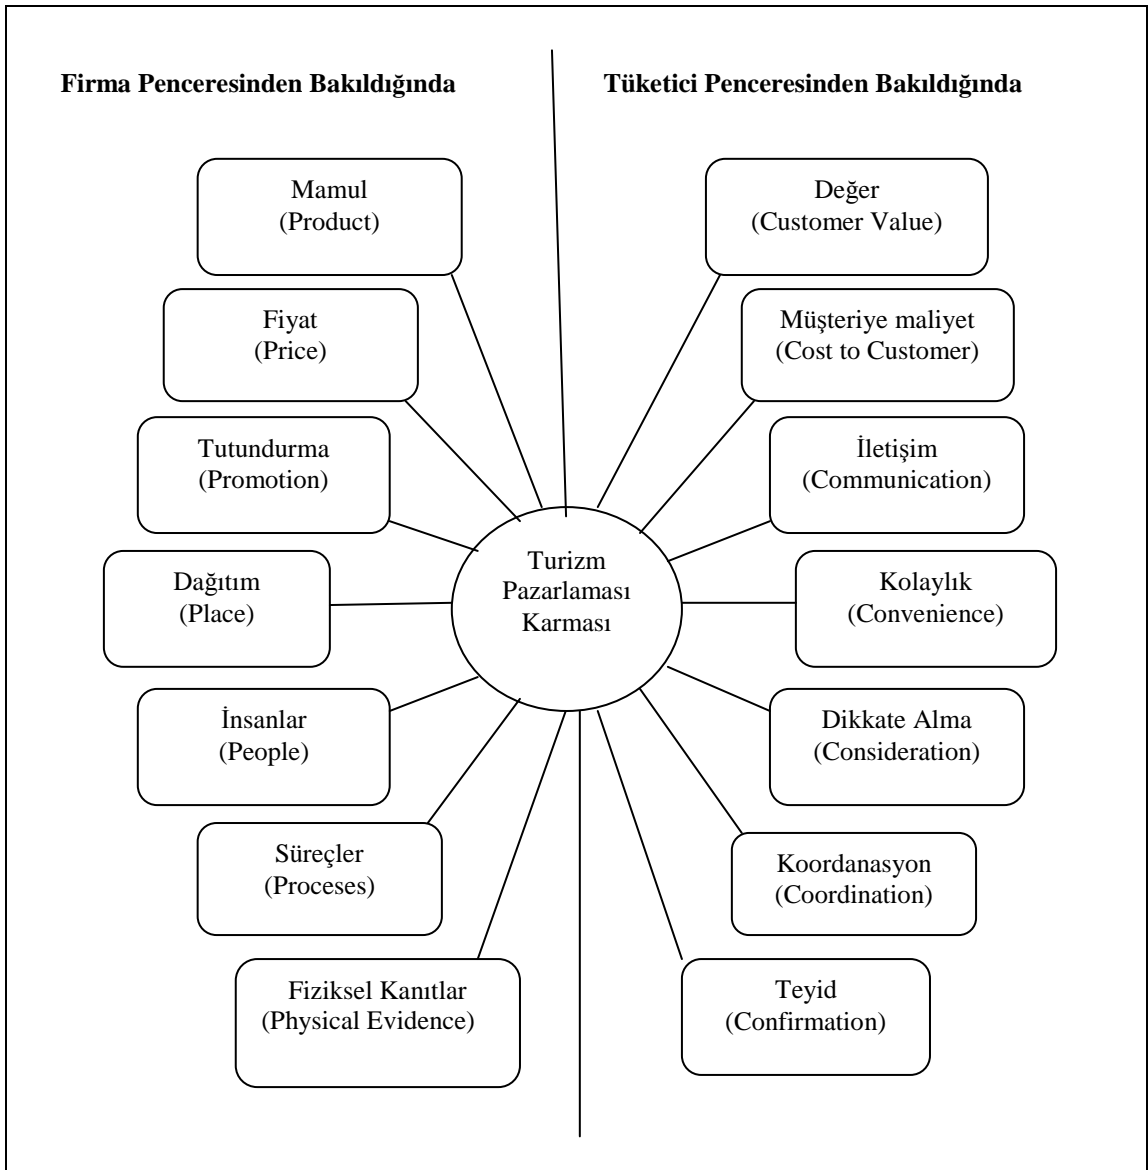 Firma Penceresinden Bakıldığında
Tüketici Penceresinden Bakıldığında
Mamul
(Product)
Fiyat
(Price)
Tutundurma
(Promotion)
Dağıtım
(Place)
İnsanlar
(People)
Süreçler
(Proceses)
Fiziksel Kanıtlar
(Physical Evidence)
Turizm
Pazarlaması
Karması
Değer
(Customer Value)
Müşteriye maliyet
(Cost to Customer)
İletişim
(Communication)
Kolaylık
(Convenience)
Dikkate Alma
(Consideration)
Koordanasyon
(Coordination)
Teyid
(Confirmation)